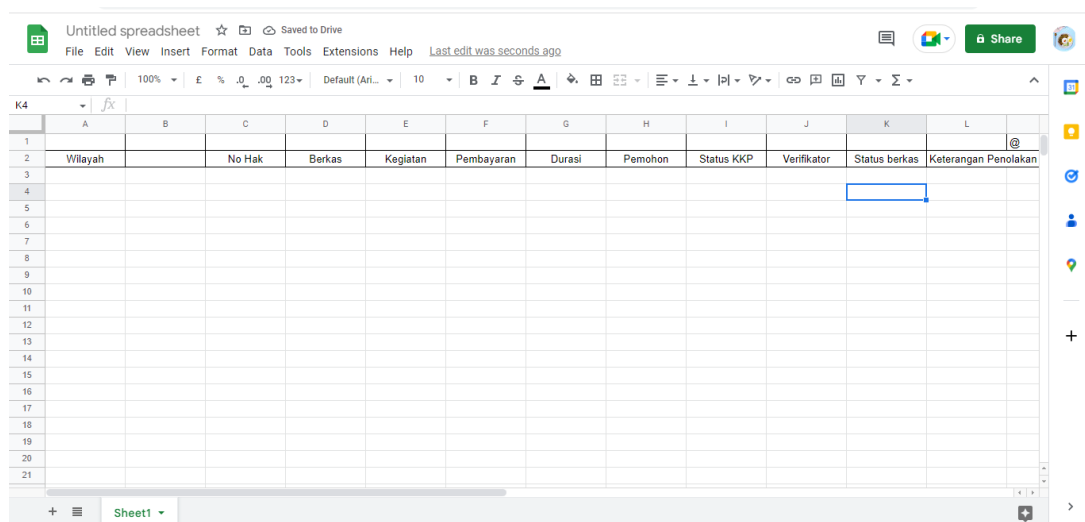 Untitled spreadsheet Saved to Drive
File Edit View Insert Format Data Tools Extensions Help Last edit was seconds ago
Share
100% £ % .0 .00 123 Default (Ari... 10 B I S A
31
K4 fx
A B C D E F G H I J K L
1 @
2 Wilayah No Hak Berkas Kegiatan Pembayaran Durasi Pemohon Status KKP Verifikator Status berkas Keterangan Penolakan
3
4
5
6
7
8
9
10
11
12
13
14
15
16
17
18
19
20
21
Sheet1